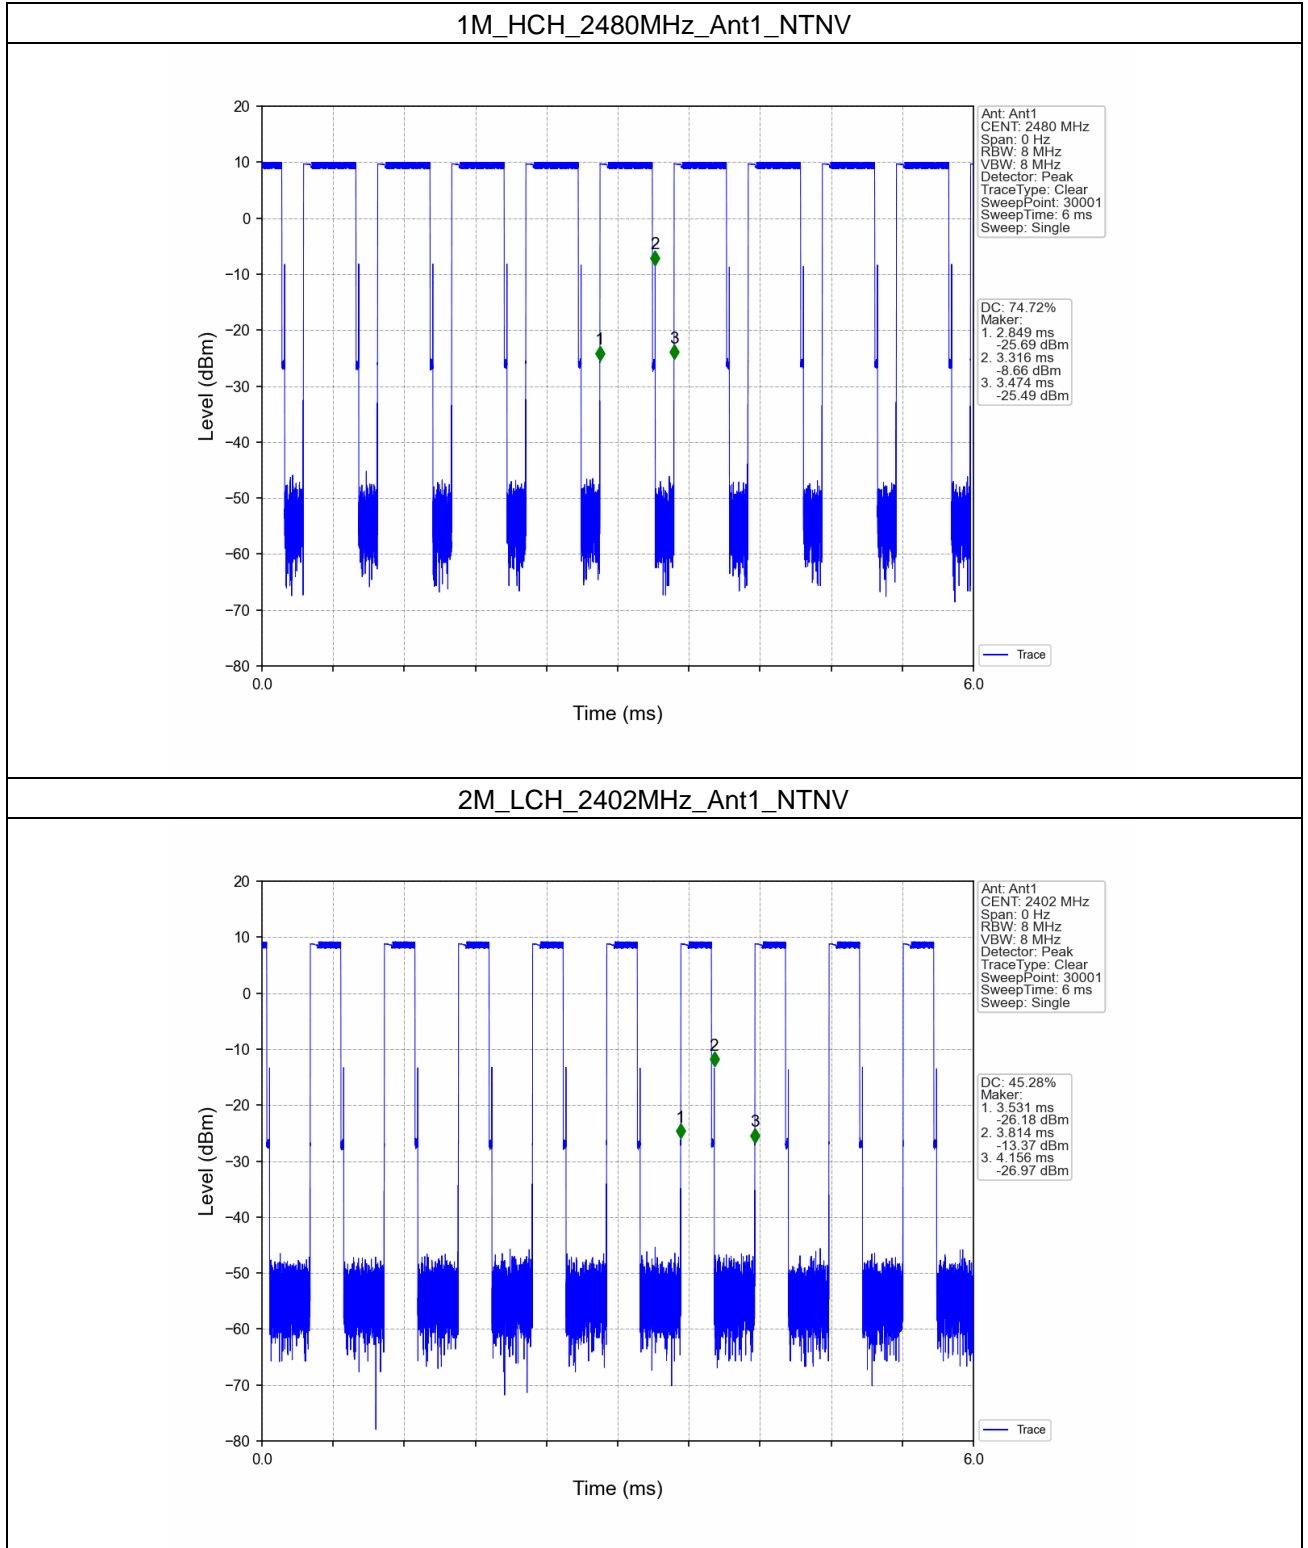 1M_HCH_2480MHz_Ant1_NTNV
20
10
0
−10
−20
−30
−40
−50
−60
−70
−80
Level (dBm)
0.0
6.0
Time (ms)
1
2
3
Ant: Ant1
CENT: 2480 MHz
Span: 0 Hz
RBW: 8 MHz
VBW: 8 MHz
Detector: Peak
TraceType: Clear
SweepPoint: 30001
SweepTime: 6 ms
Sweep: Single
DC: 74.72%
Maker:
1. 2.849 ms
-25.69 dBm
2. 3.316 ms
-8.66 dBm
3. 3.474 ms
-25.49 dBm
Trace
2M_LCH_2402MHz_Ant1_NTNV
20
10
0
−10
−20
−30
−40
−50
−60
−70
−80
Level (dBm)
0.0
6.0
Time (ms)
1
2
3
Ant: Ant1
CENT: 2402 MHz
Span: 0 Hz
RBW: 8 MHz
VBW: 8 MHz
Detector: Peak
TraceType: Clear
SweepPoint: 30001
SweepTime: 6 ms
Sweep: Single
DC: 45.28%
Maker:
1. 3.531 ms
-26.18 dBm
2. 3.814 ms
-13.37 dBm
3. 4.156 ms
-26.97 dBm
Trace